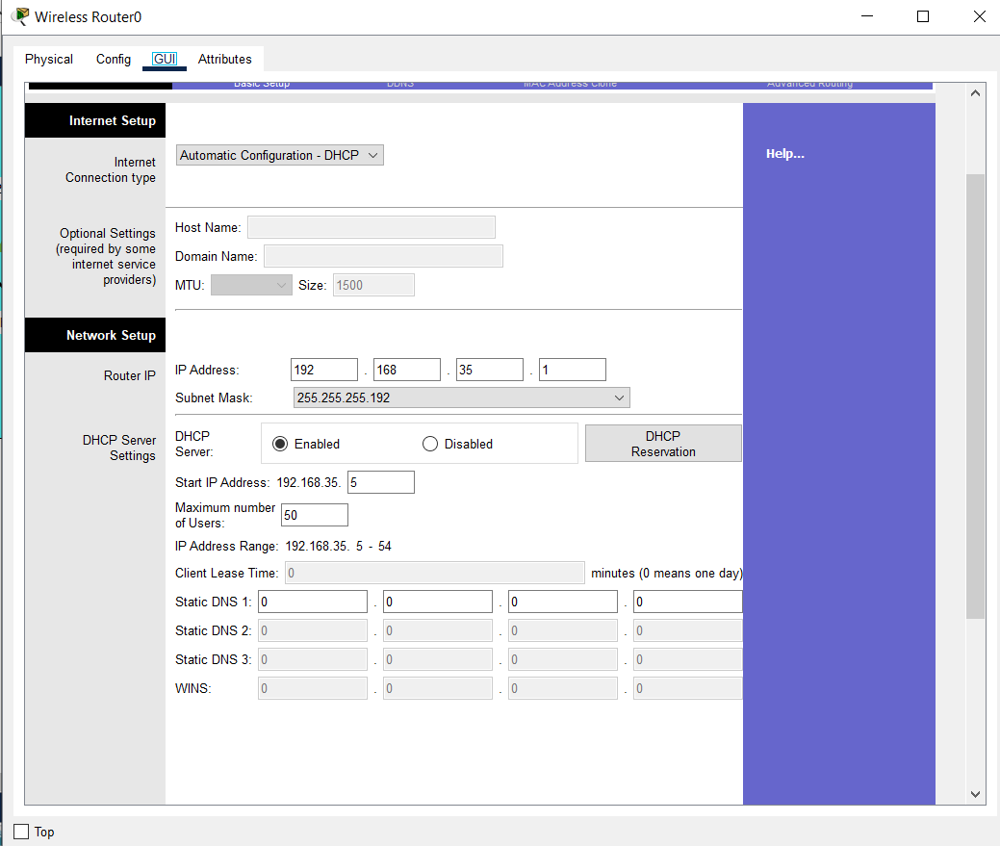 Wireless Router0
Physical Config GUI Attributes
Basic Setup DDNS MAC Address Clone Advanced Routing
Internet Setup
Help...
Internet
Connection type
Automatic Configuration - DHCP
Optional Settings
(required by some
internet service
providers)
Host Name:
Domain Name:
MTU: Size: 1500
Network Setup
Router IP
IP Address: 192 . 168 . 35 . 1
Subnet Mask: 255.255.255.192
DHCP Server
Settings
DHCP
Server:
Enabled Disabled
DHCP
Reservation
Start IP Address: 192.168.35. 5
Maximum number
of Users:
50
IP Address Range: 192.168.35. 5 - 54
Client Lease Time: 0 minutes (0 means one day)
Static DNS 1: 0 . 0 . 0 . 0
Static DNS 2: 0 . 0 . 0 . 0
Static DNS 3: 0 . 0 . 0 . 0
WINS: 0 . 0 . 0 . 0
Top